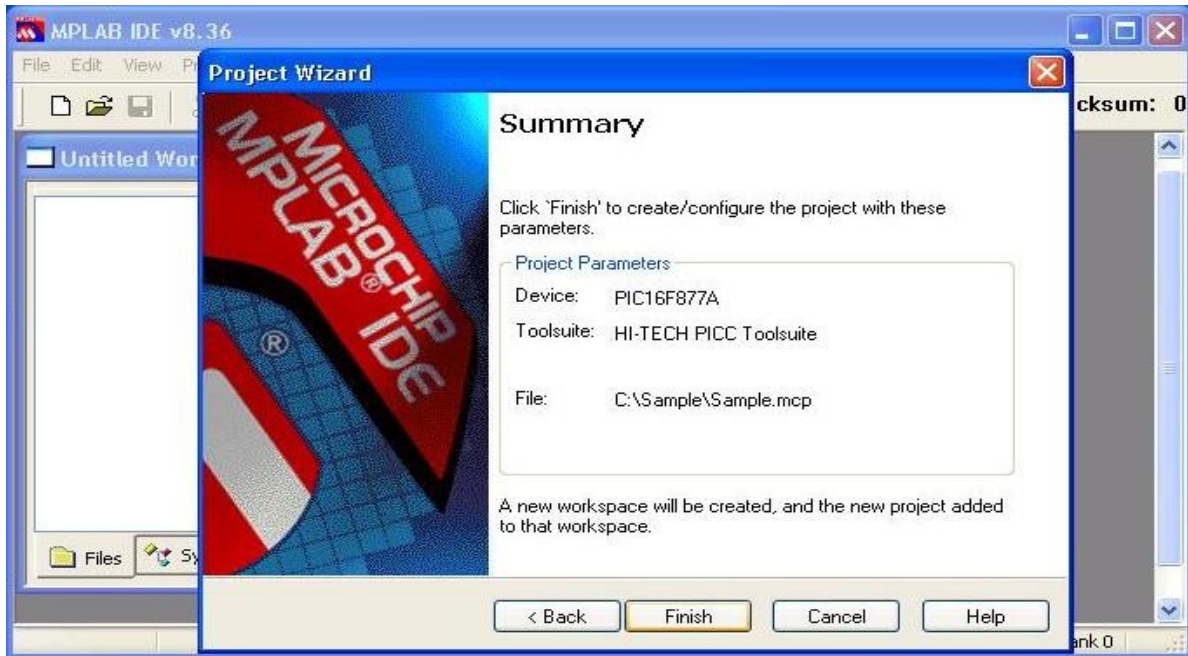 MPLAB IDE v8.36
File Edit View
cksum: 0
Untitled Wor
Files
Project Wizard
MICROCHIP
MPLAB® IDE
®
Summary
Click `Finish' to create/configure the project with these
parameters.
Project Parameters
Device: PIC16F877A
Toolsuite: HI-TECH PICC Toolsuite
File: C:\Sample\Sample.mcp
A new workspace will be created, and the new project added
to that workspace.
< Back Finish Cancel Help
ank 0